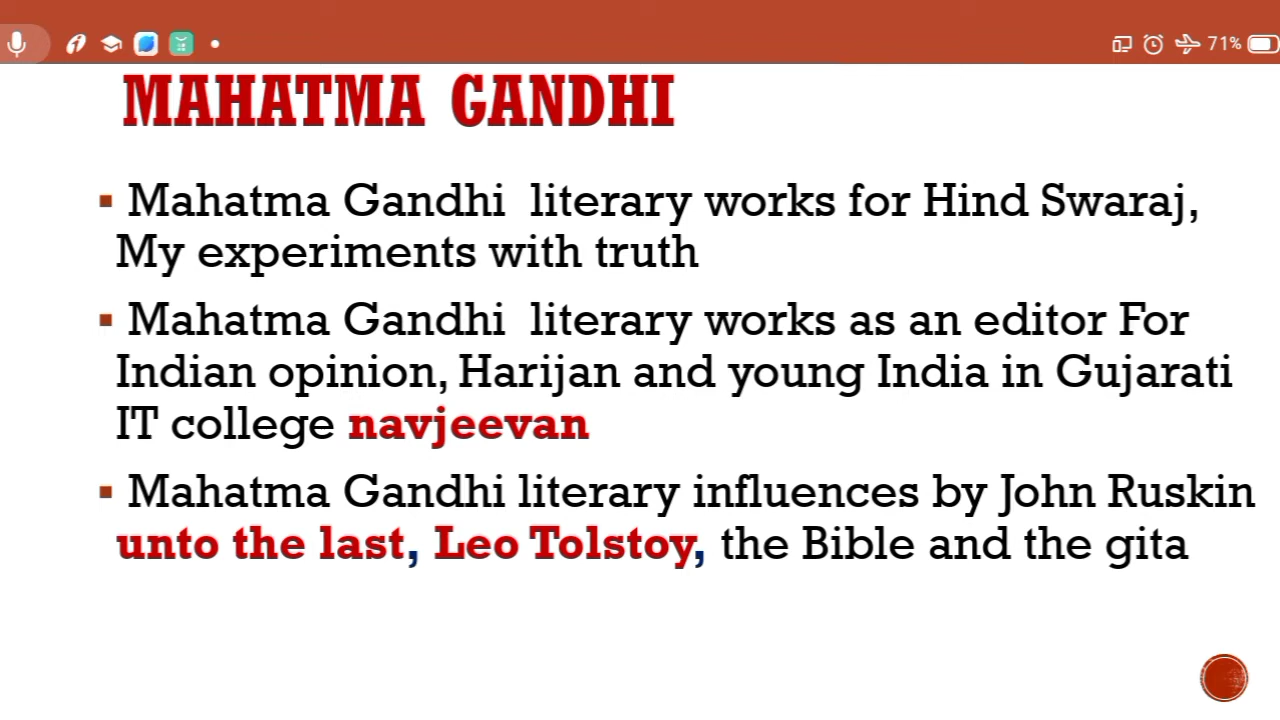 71%
MAHATMA GANDHI
Mahatma Gandhi literary works for Hind Swaraj,
My experiments with truth
Mahatma Gandhi literary works as an editor For
Indian opinion, Harijan and young India in Gujarati
IT college navjeevan
Mahatma Gandhi literary influences by John Ruskin
unto the last, Leo Tolstoy, the Bible and the gita